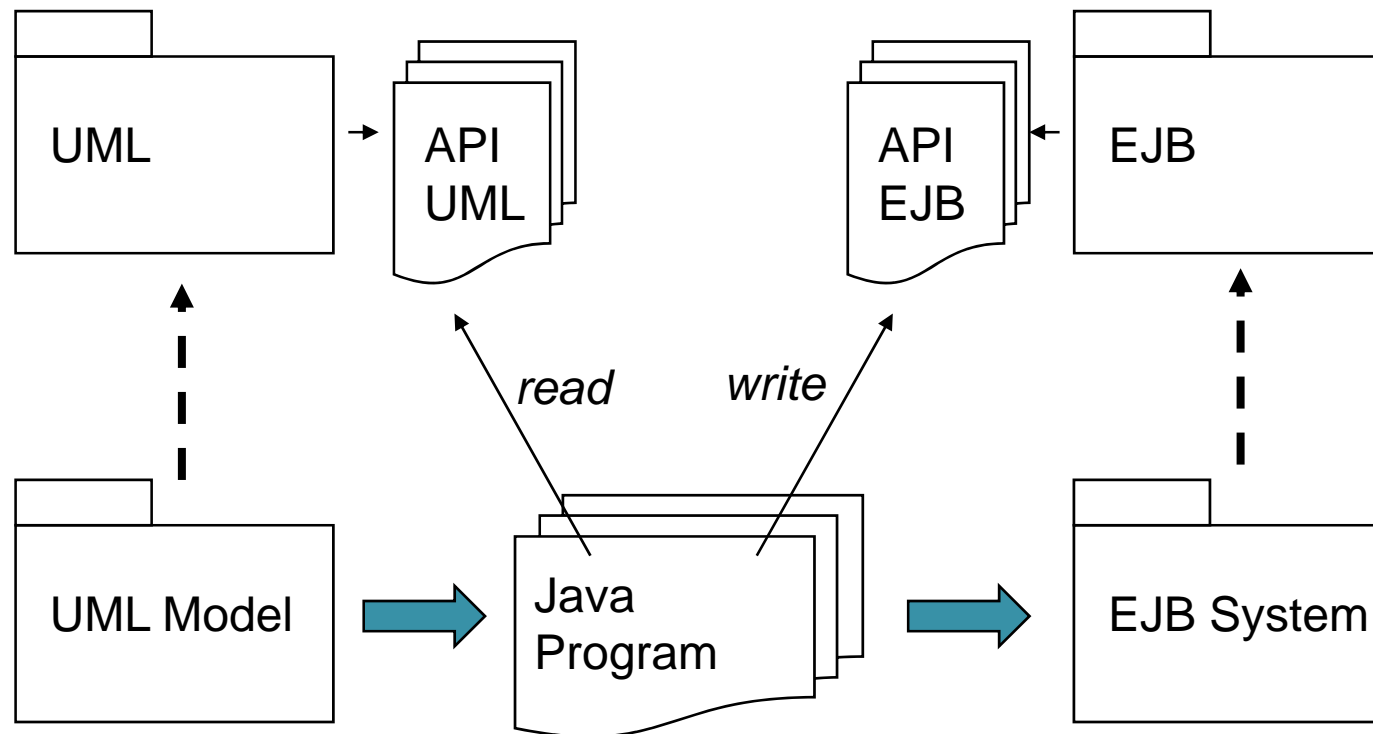 UML
API
UML
API
EJB
EJB
read
write
UML Model
Java
Program
EJB System